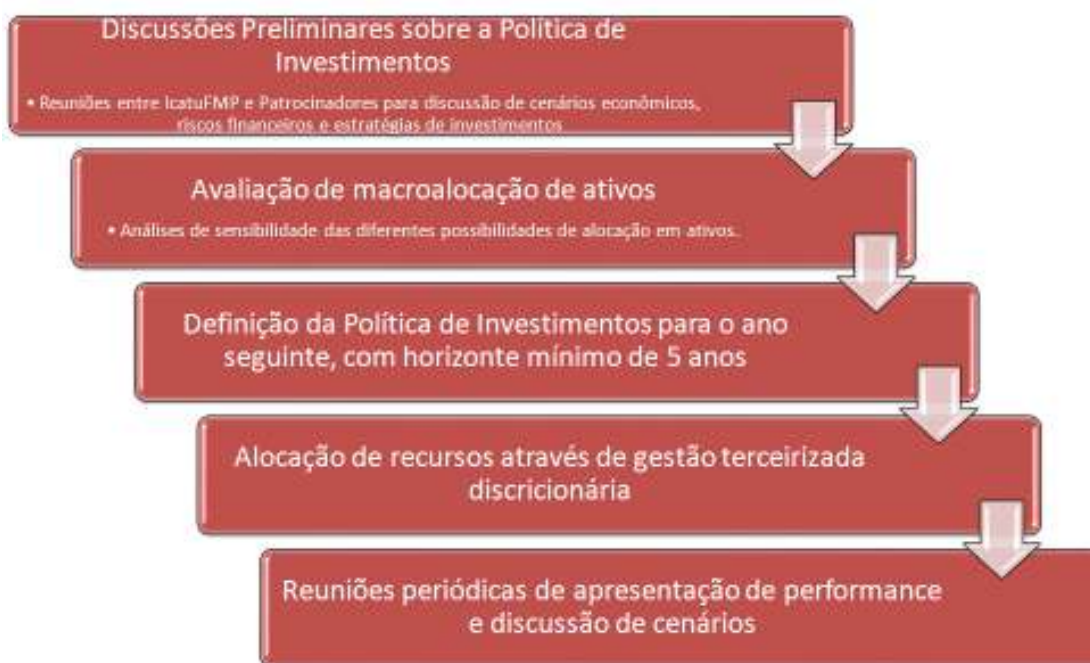 Discussões Preliminares sobre a Política de
Investimentos
• Reuniões entre IcatuFMP e Patrocinadores para discussão de cenários econômicos,
riscos financeiros e estratégias de investimentos
Avaliação de macroalocação de ativos
• Análises de sensibilidade das diferentes possibilidades de alocação em ativos.
Definição da Política de Investimentos para o ano
seguinte, com horizonte mínimo de 5 anos
Alocação de recursos através de gestão terceirizada
discricionária
Reuniões periódicas de apresentação de performance
e discussão de cenários